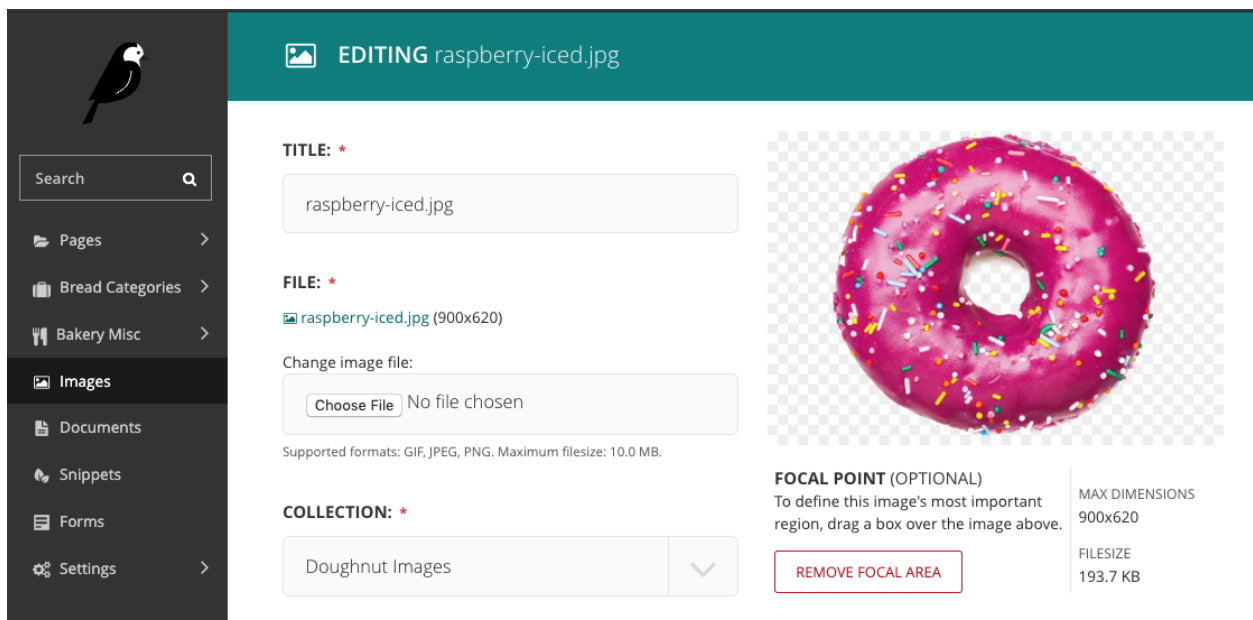 Search
Pages
Bread Categories
Bakery Misc
Images
Documents
Snippets
Forms
Settings
EDITING raspberry-iced.jpg
TITLE: *
raspberry-iced.jpg
FILE: *
raspberry-iced.jpg (900x620)
Change image file:
Choose File No file chosen
Supported formats: GIF, JPEG, PNG. Maximum filesize: 10.0 MB.
COLLECTION: *
Doughnut Images
FOCAL POINT (OPTIONAL)
To define this image's most important
region, drag a box over the image above.
REMOVE FOCAL AREA
MAX DIMENSIONS
900x620
FILESIZE
193.7 KB